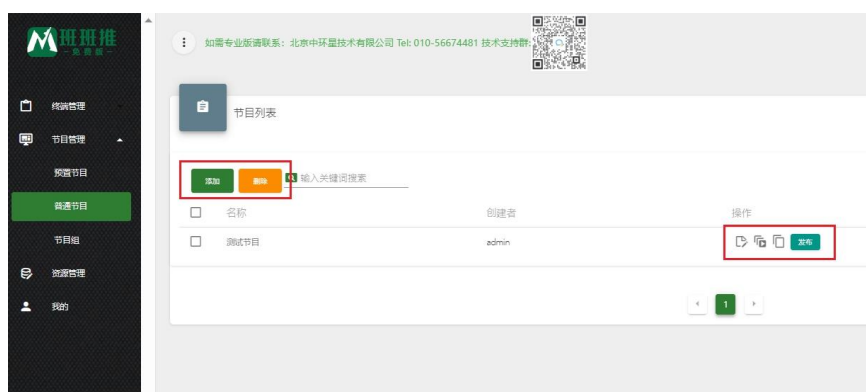 班班推
-免费版-
如需专业版请联系：北京中环星技术有限公司 Tel: 010-56674481 技术支持群:
终端管理
节目管理
预置节目
普通节目
节目组
资源管理
我的
节目列表
添加 删除 输入关键词搜索
名称 创建者 操作
测试节目 admin 发布
1